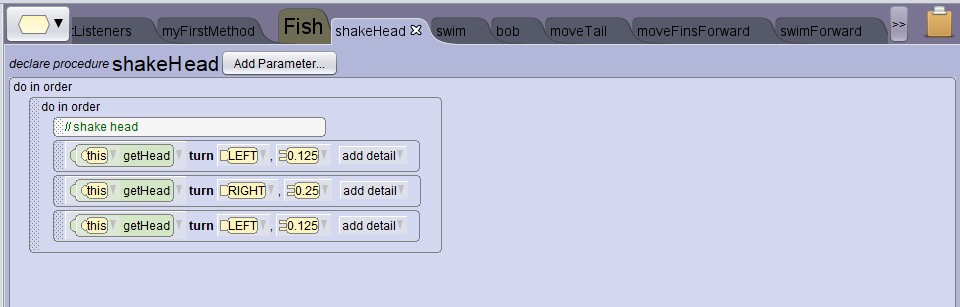 :Listeners myFirstMethod Fish shakeHead swim bob moveTail moveFinsForward swimForward >>
declare procedure shakeHead Add Parameter...
do in order
do in order
// shake head
this getHead turn LEFT , 0.125 add detail
this getHead turn RIGHT , 0.25 add detail
this getHead turn LEFT , 0.125 add detail